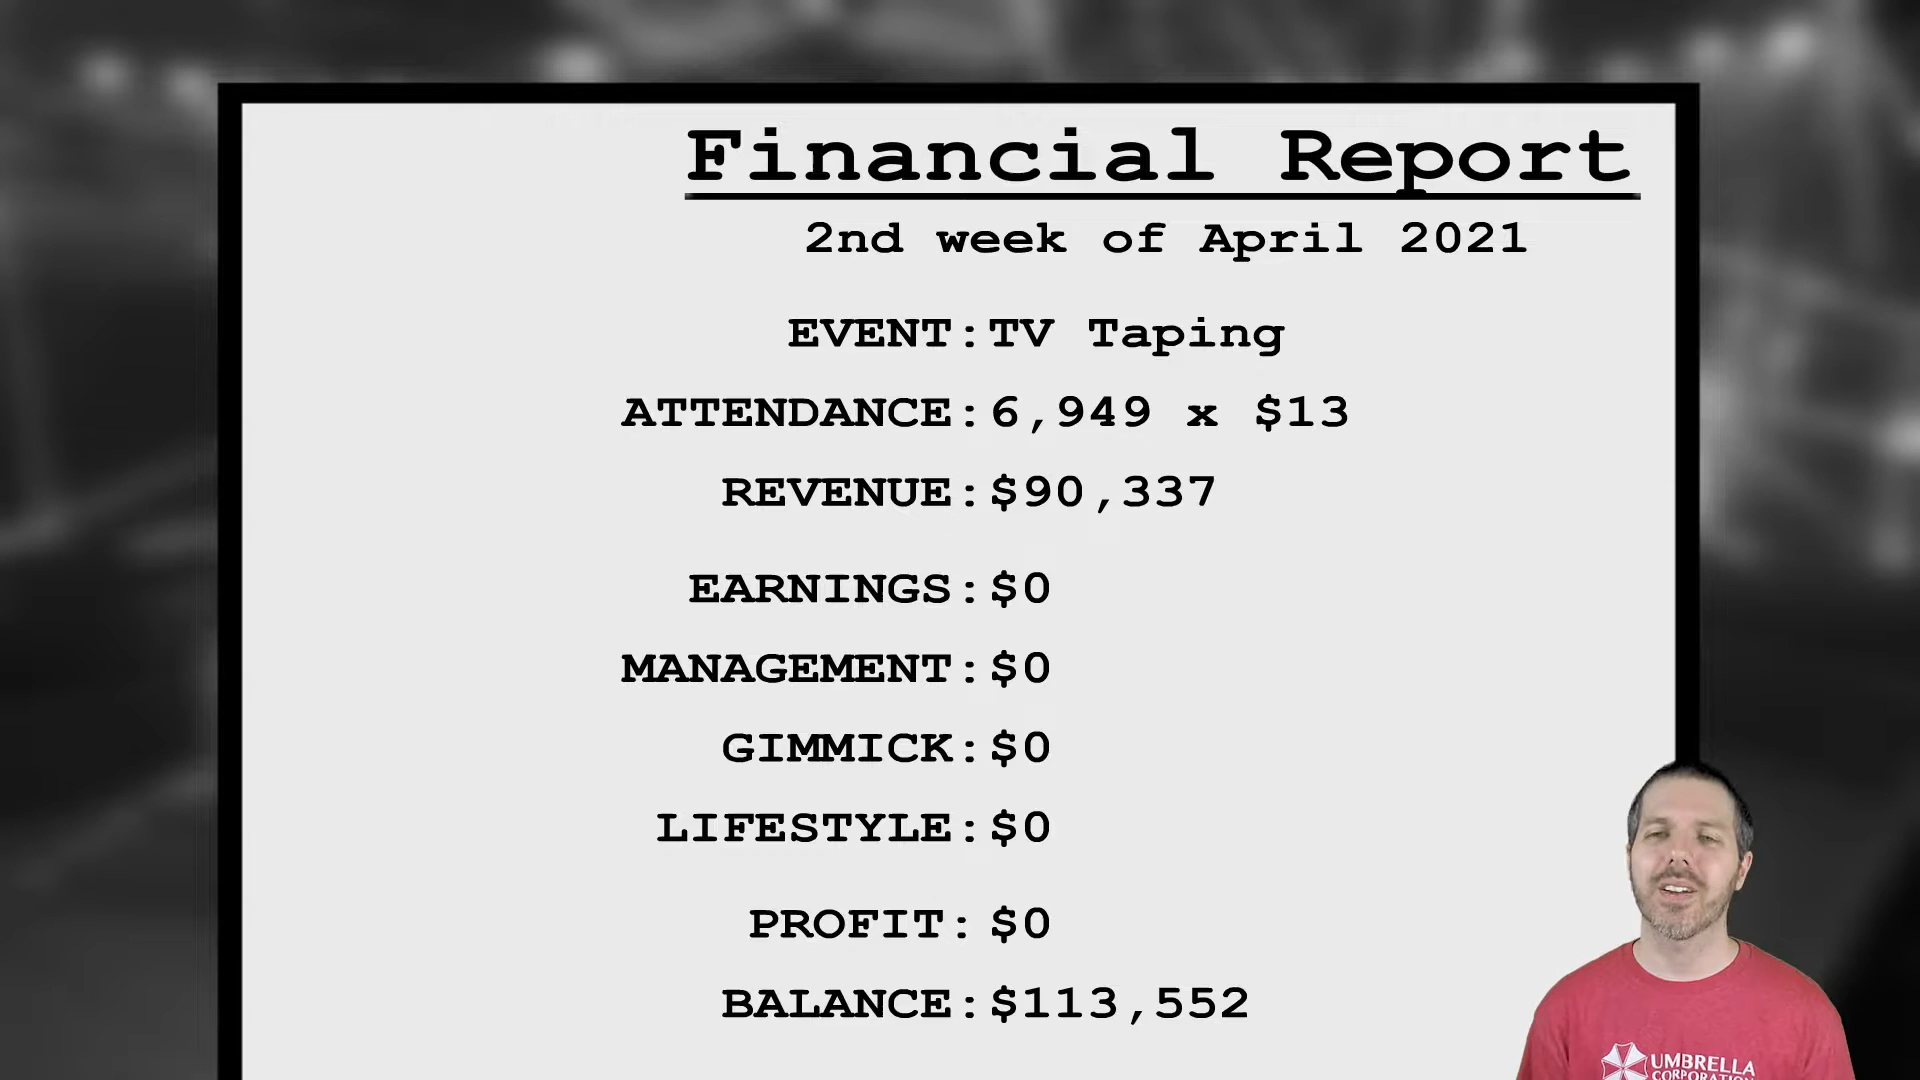 Financial Report
2nd week of April 2021
EVENT: TV Taping
ATTENDANCE: 6,949 x $13
REVENUE: $90,337
EARNINGS: $0
MANAGEMENT: $0
GIMMICK: $0
LIFESTYLE: $0
PROFIT: $0
BALANCE: $113,552
UMBRELLA
CORPORATION